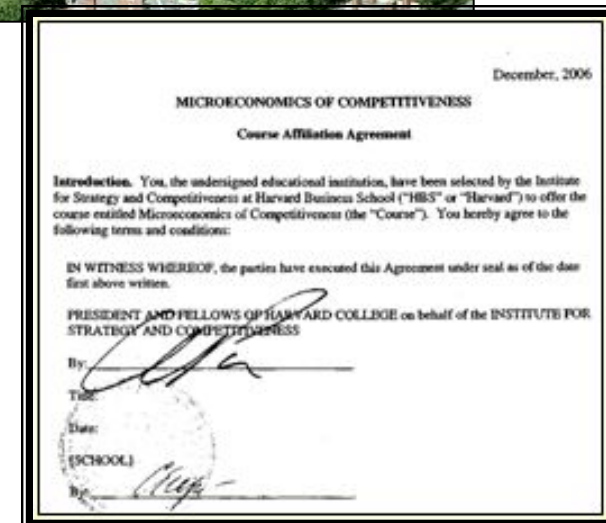 December, 2006
MICROECONOMICS OF COMPETITIVENESS
Course Affiliation Agreement
Introduction. You, the undersigned educational institution, have been selected by the Institute
for Strategy and Competitiveness at Harvard Business School ("HBS" or "Harvard") to offer the
course entitled Microeconomics of Competitiveness (the "Course"). You hereby agree to the
following terms and conditions:
IN WITNESS WHEREOF, the parties have executed this Agreement under seal as of the date
first above written.
PRESIDENT AND FELLOWS OF HARVARD COLLEGE on behalf of the INSTITUTE FOR
STRATEGY AND COMPETITIVENESS
By:
Title:
Date:
[SCHOOL]
By: